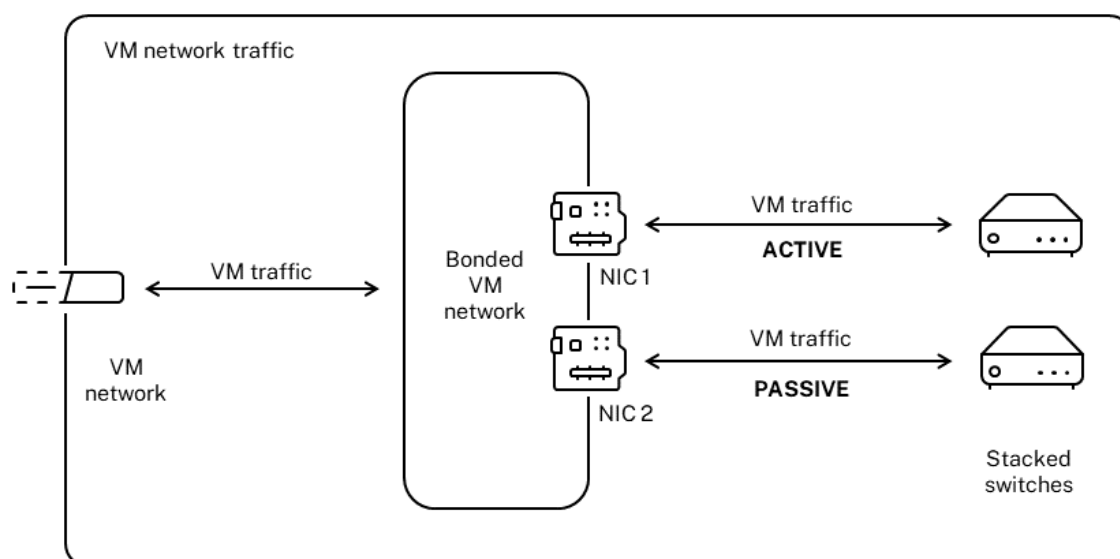 VM network traffic
VM traffic
VM
network
Bonded
VM
network
NIC 1
NIC 2
VM traffic
ACTIVE
VM traffic
PASSIVE
Stacked
switches